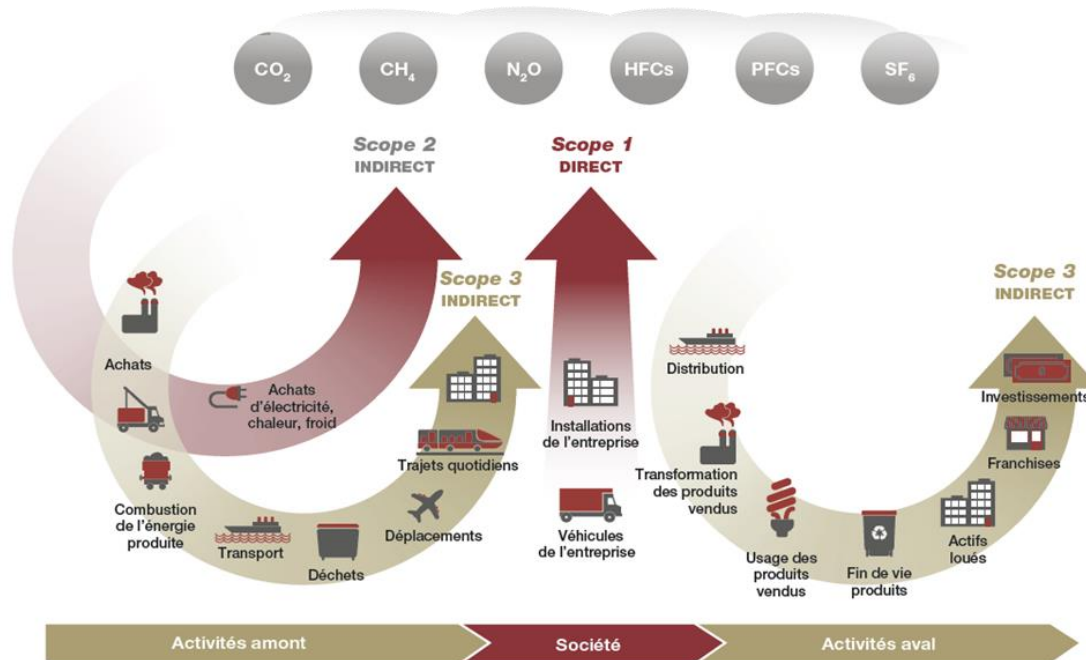 CO₂
CH₄
N₂O
HFCs
PFCs
SF₆
Scope 2
INDIRECT
Scope 1
DIRECT
Scope 3
INDIRECT
Scope 3
INDIRECT
Achats
Achats
d'électricité,
chaleur, froid
Combustion
de l'énergie
produite
Transport
Déchets
Déplacements
Trajets quotidiens
Installations
de l'entreprise
Véhicules
de l'entreprise
Distribution
Transformation
des produits
vendus
Usage des
produits
vendus
Fin de vie
produits
Actifs
loués
Franchises
Investissements
Activités amont
Société
Activités aval